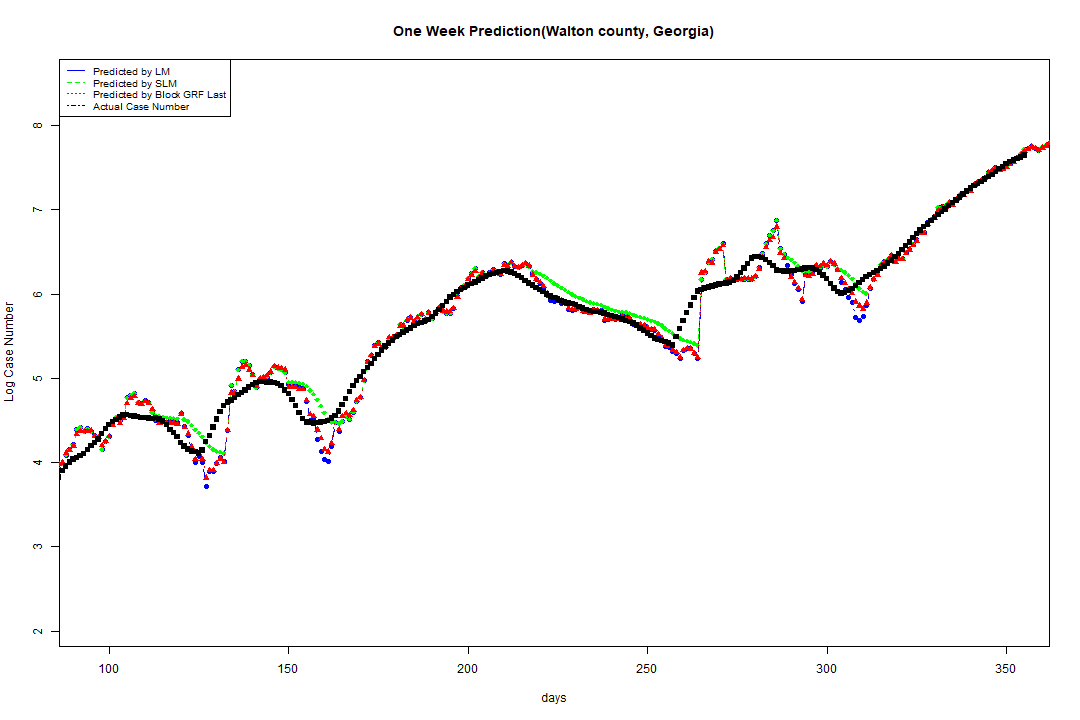 One Week Prediction(Walton county, Georgia)
Predicted by LM
Predicted by SLM
Predicted by Block GRF Last
Actual Case Number
Log Case Number
8
7
6
5
4
3
2
100 150 200 250 300 350
days